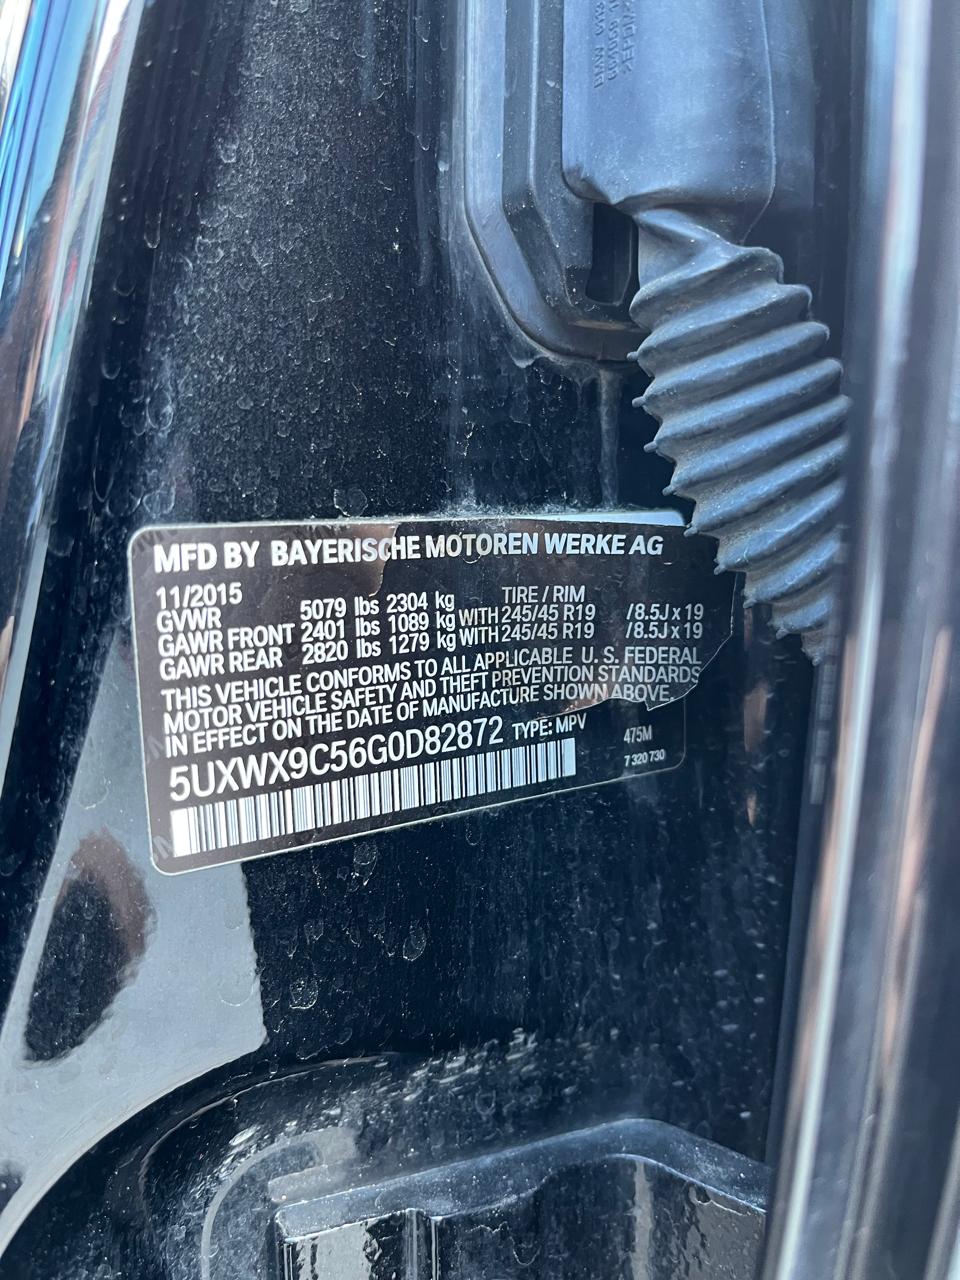 MFD BY BAYERISCHE MOTOREN WERKE AG
11/2015 TIRE / RIM
GVWR 5079 lbs 2304 kg
GAWR FRONT 2401 lbs 1089 kg WITH 245/45 R19 /8.5J x 19
GAWR REAR 2820 lbs 1279 kg WITH 245/45 R19 /8.5J x 19
THIS VEHICLE CONFORMS TO ALL APPLICABLE U. S. FEDERAL
MOTOR VEHICLE SAFETY AND THEFT PREVENTION STANDARDS
IN EFFECT ON THE DATE OF MANUFACTURE SHOWN ABOVE.
5UXWX9C56G0D82872 TYPE: MPV 475M
7 320 730